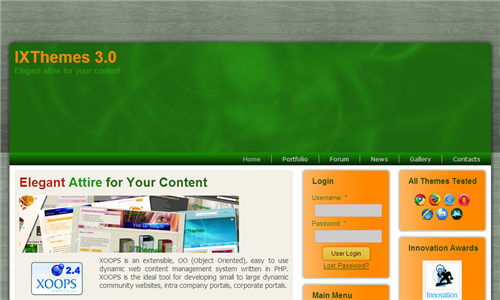 IXThemes 3.0
Elegant attire for your content
Home
Portfolio
Forum
News
Gallery
Contacts
Elegant Attire for Your Content
2.4
XOOPS
XOOPS is an extensible, OO (Object Oriented), easy to
use dynamic web content management system written in PHP.
XOOPS is the ideal tool for developing small to large dynamic
community websites, intra company portals, corporate portals.
Login
Username: *
Password: *
User Login
Lost Password?
Main Menu
All Themes Tested
Innovation Awards
Innovation